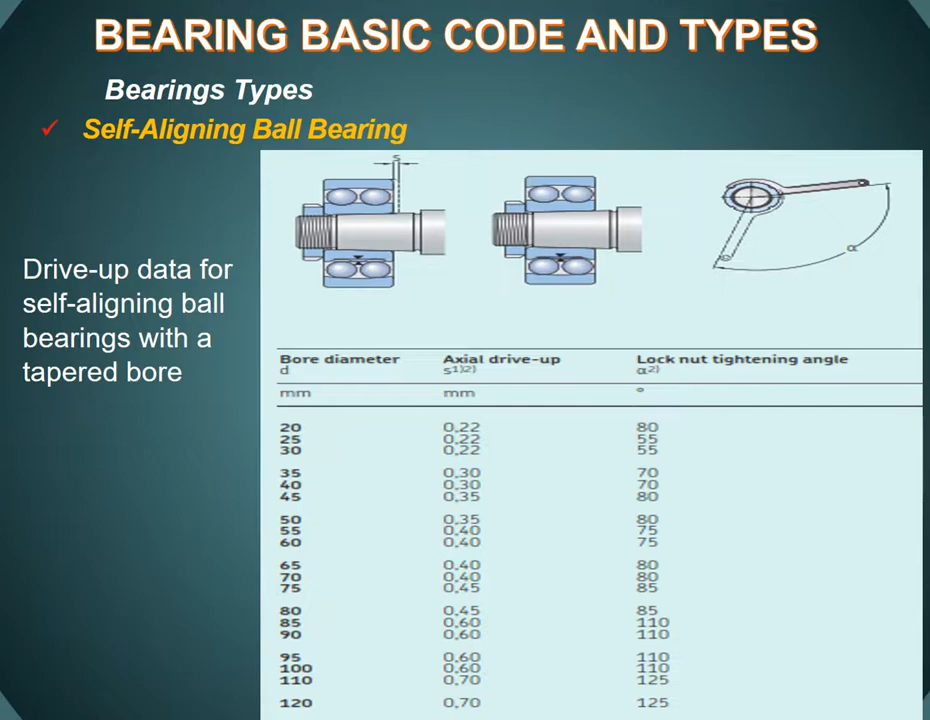 BEARING BASIC CODE AND TYPES
Bearings Types
✓ Self-Aligning Ball Bearing
s
α
Drive-up data for
self-aligning ball
bearings with a
tapered bore
Bore diameter Axial drive-up Lock nut tightening angle
d s1)2) α2)
mm mm °
20 0,22 80
25 0,22 55
30 0,22 55
35 0,30 70
40 0,30 70
45 0,35 80
50 0,35 80
55 0,40 75
60 0,40 75
65 0,40 80
70 0,40 80
75 0,45 85
80 0,45 85
85 0,60 110
90 0,60 110
95 0,60 110
100 0,60 110
110 0,70 125
120 0,70 125